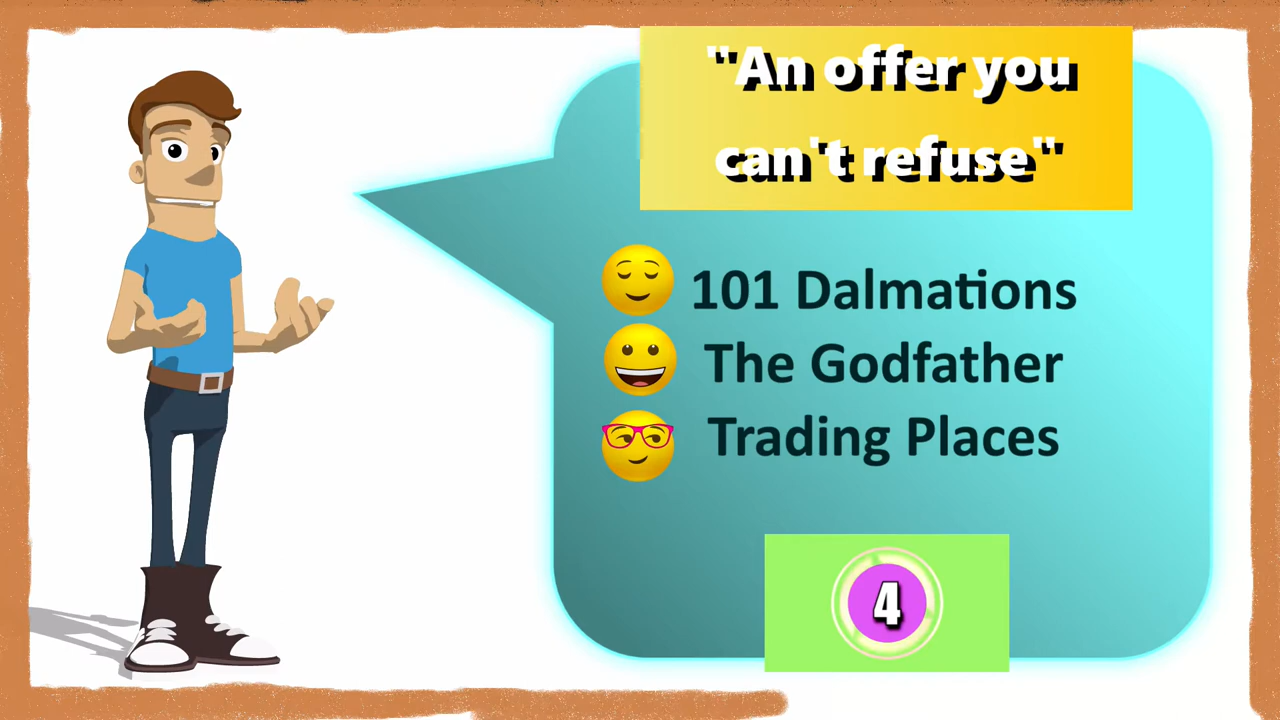 "An offer you
can't refuse"
101 Dalmations
The Godfather
Trading Places
4